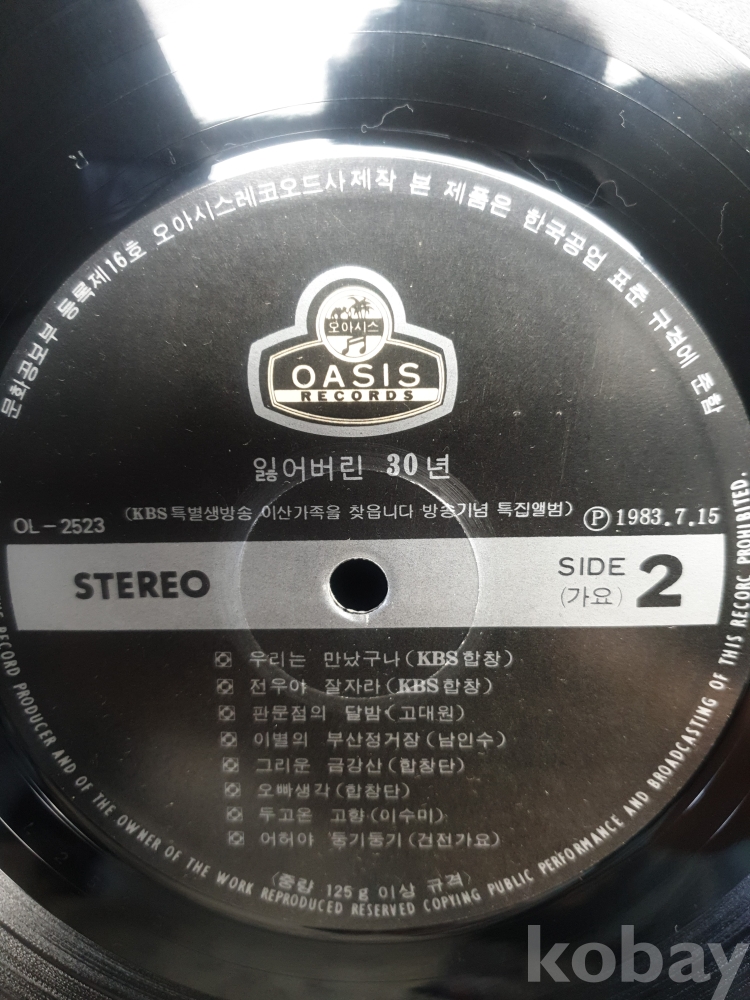 문화공보부 등록제16호 오아시스레코오드사제작 본 제품은 한국공업 표준 규격에 준함
오아시스
OASIS
RECORDS
잃어버린 30년
(KBS특별생방송 이산가족을 찾읍니다 방송기념 특집앨범)
OL-2523
Ⓟ 1983.7.15
STEREO
SIDE 2
(가요)
우리는 만났구나(KBS합창)
전우야 잘자라(KBS합창)
판문점의 달밤(고대원)
이별의 부산정거장(남인수)
그리운 금강산(합창단)
오빠생각(합창단)
두고온 고향(이수미)
어허야 둥기둥기(건전가요)
(중량 125g 이상 규격)
RECORD PRODUCER AND OF THE OWNER OF THE WORK REPRODUCED RESERVED COPYING PUBLIC PERFORMANCE AND BROADCASTING OF THIS RECORC PROHIBITED.
kobay